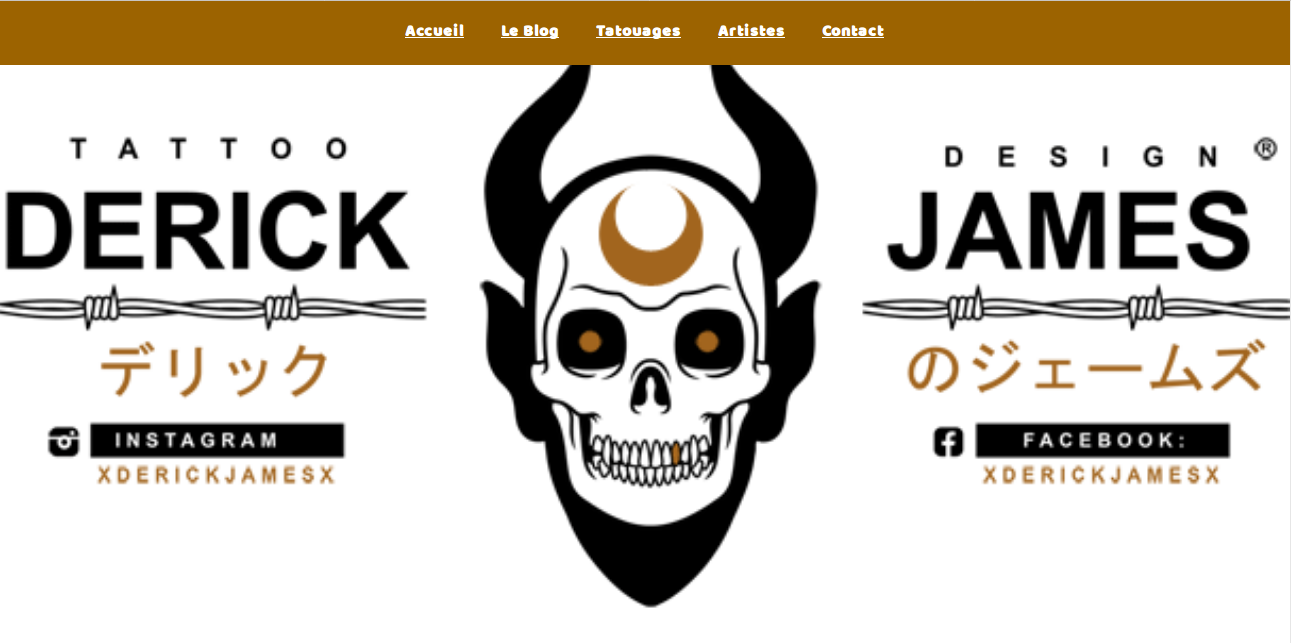 Accueil Le Blog Tatouages Artistes Contact
TATTOO
DERICK
デリック
INSTAGRAM
XDERICKJAMESX
DESIGN ®
JAMES
のジェームズ
FACEBOOK:
XDERICKJAMESX